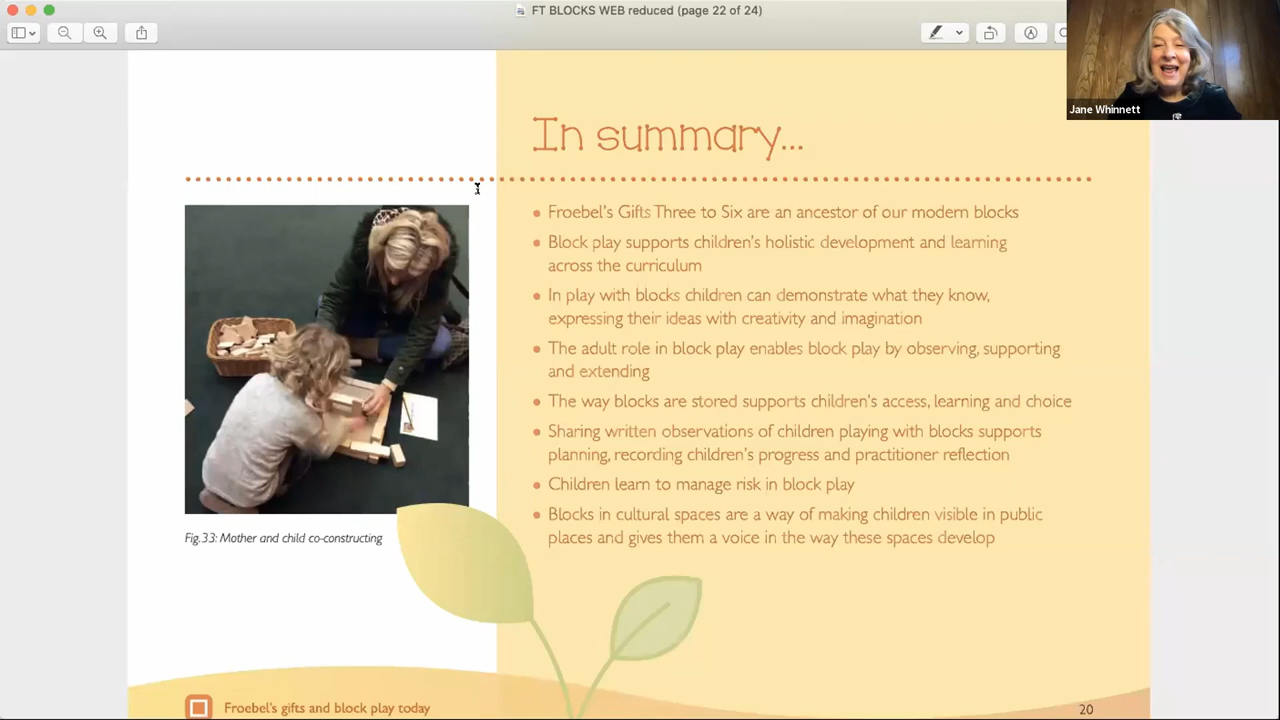 FT BLOCKS WEB reduced (page 22 of 24)
Jane Whinnett
In summary...
• Froebel's Gifts Three to Six are an ancestor of our modern blocks
• Block play supports children's holistic development and learning
across the curriculum
• In play with blocks children can demonstrate what they know,
expressing their ideas with creativity and imagination
• The adult role in block play enables block play by observing, supporting
and extending
• The way blocks are stored supports children's access, learning and choice
• Sharing written observations of children playing with blocks supports
planning, recording children's progress and practitioner reflection
• Children learn to manage risk in block play
• Blocks in cultural spaces are a way of making children visible in public
places and gives them a voice in the way these spaces develop
Fig.33: Mother and child co-constructing
Froebel's gifts and block play today
20